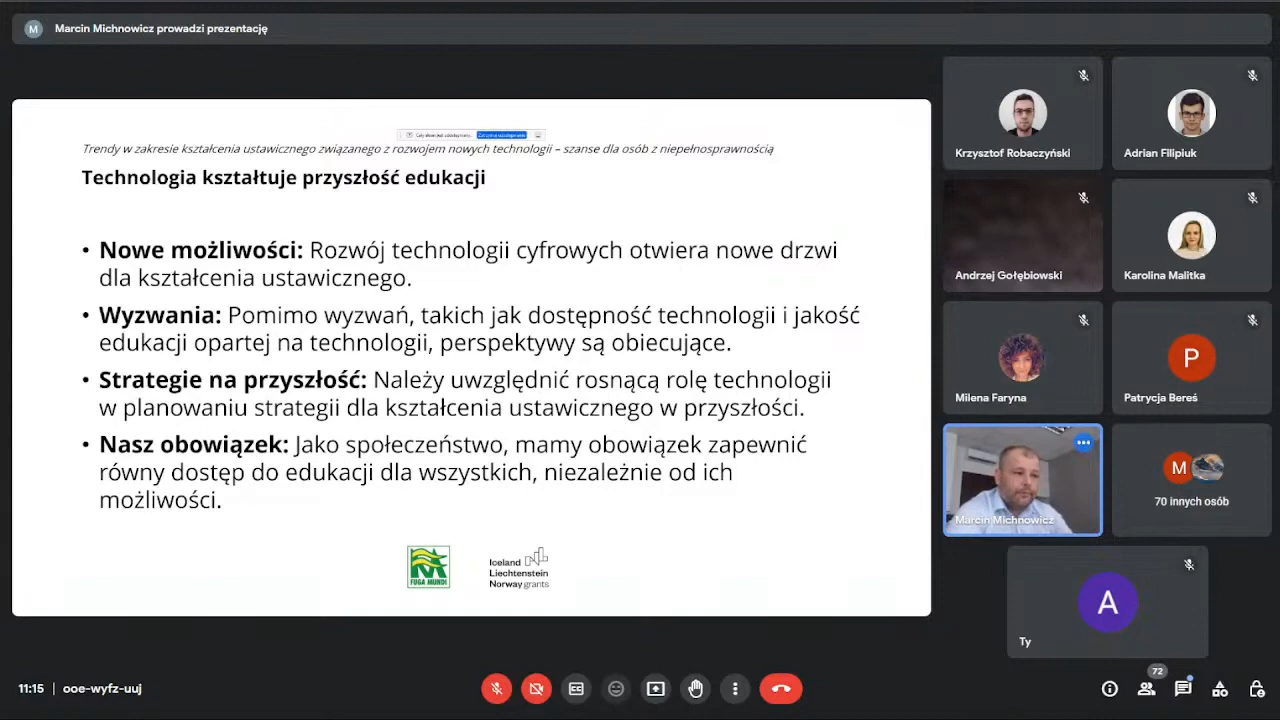 M
Marcin Michnowicz prowadzi prezentację
Trendy w zakresie kształcenia ustawicznego związanego z rozwojem nowych technologii – szanse dla osób z niepełnosprawnością
Technologia kształtuje przyszłość edukacji
• Nowe możliwości: Rozwój technologii cyfrowych otwiera nowe drzwi
dla kształcenia ustawicznego.
• Wyzwania: Pomimo wyzwań, takich jak dostępność technologii i jakość
edukacji opartej na technologii, perspektywy są obiecujące.
• Strategie na przyszłość: Należy uwzględnić rosnącą rolę technologii
w planowaniu strategii dla kształcenia ustawicznego w przyszłości.
• Nasz obowiązek: Jako społeczeństwo, mamy obowiązek zapewnić
równy dostęp do edukacji dla wszystkich, niezależnie od ich
możliwości.
FUGA MUNDI
Iceland
Liechtenstein
Norway grants
Krzysztof Robaczyński
Adrian Filipiuk
Andrzej Gołębiowski
Karolina Malitka
Milena Faryna
P
Patrycja Bereś
Marcin Michnowicz
M
70 innych osób
A
Ty
11:15 | ooe-wyfz-uuj
72